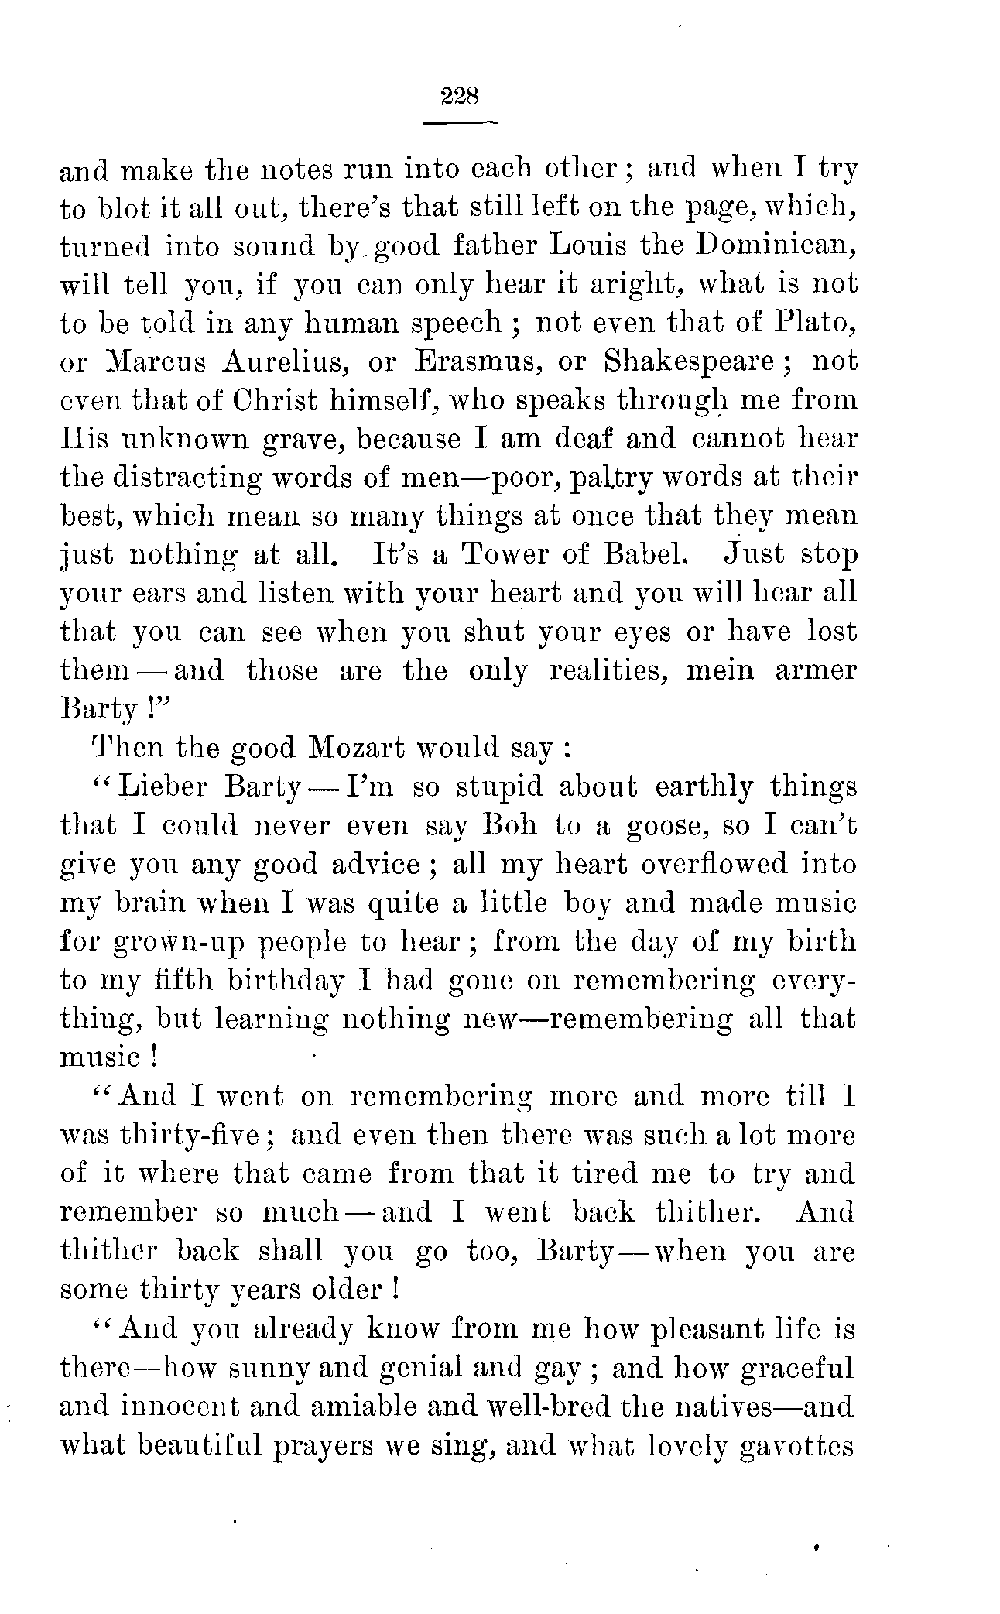 228
and make the notes run into each other; and when I try
to blot it all out, there's that still left on the page, which,
turned into sound by good father Louis the Dominican,
will tell you, if you can only hear it aright, what is not
to be told in any human speech; not even that of Plato,
or Marcus Aurelius, or Erasmus, or Shakespeare; not
even that of Christ himself, who speaks through me from
His unknown grave, because I am deaf and cannot hear
the distracting words of men—poor, paltry words at their
best, which mean so many things at once that they mean
just nothing at all. It's a Tower of Babel. Just stop
your ears and listen with your heart and you will hear all
that you can see when you shut your eyes or have lost
them—and those are the only realities, mein armer
Barty!"
Then the good Mozart would say:
"Lieber Barty—I'm so stupid about earthly things
that I could never even say Boh to a goose, so I can't
give you any good advice; all my heart overflowed into
my brain when I was quite a little boy and made music
for grown-up people to hear; from the day of my birth
to my fifth birthday I had gone on remembering every-
thing, but learning nothing new—remembering all that
music!
"And I went on remembering more and more till I
was thirty-five; and even then there was such a lot more
of it where that came from that it tired me to try and
remember so much—and I went back thither. And
thither back shall you go too, Barty—when you are
some thirty years older!
"And you already know from me how pleasant life is
there—how sunny and genial and gay; and how graceful
and innocent and amiable and well-bred the natives—and
what beautiful prayers we sing, and what lovely gavottes